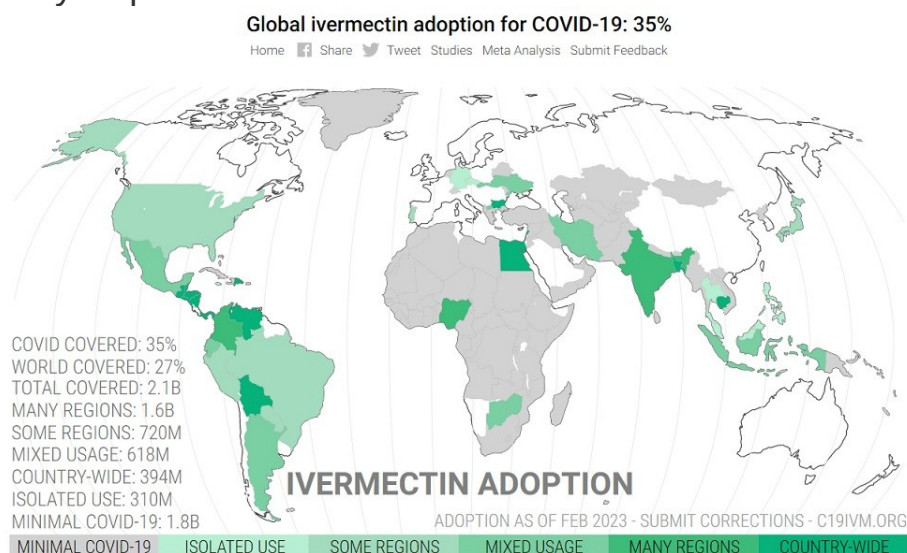 Global ivermectin adoption for COVID-19: 35%
Home Share Tweet Studies Meta Analysis Submit Feedback
COVID COVERED: 35%
WORLD COVERED: 27%
TOTAL COVERED: 2.1B
MANY REGIONS: 1.6B
SOME REGIONS: 720M
MIXED USAGE: 618M
COUNTRY-WIDE: 394M
ISOLATED USE: 310M
MINIMAL COVID-19: 1.8B
IVERMECTIN ADOPTION
ADOPTION AS OF FEB 2023 - SUBMIT CORRECTIONS - C19IVM.ORG
MINIMAL COVID-19 ISOLATED USE SOME REGIONS MIXED USAGE MANY REGIONS COUNTRY-WIDE